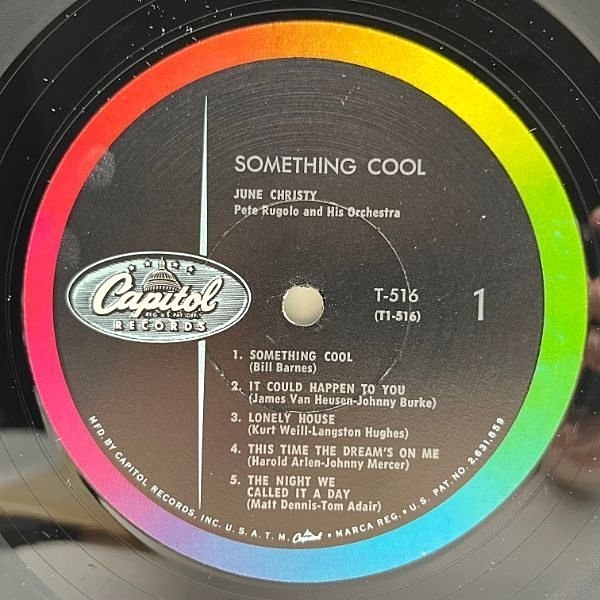 SOMETHING COOL
JUNE CHRISTY
Pete Rugolo and His Orchestra
Capitol
REG. U.S. PAT. OFF.
RECORDS
T-516
(T1-516)
1
1. SOMETHING COOL
(Bill Barnes)
2. IT COULD HAPPEN TO YOU
(James Van Heusen-Johnny Burke)
3. LONELY HOUSE
(Kurt Weill-Langston Hughes)
4. THIS TIME THE DREAM'S ON ME
(Harold Arlen-Johnny Mercer)
5. THE NIGHT WE
CALLED IT A DAY
(Matt Dennis-Tom Adair)
MFD. BY CAPITOL RECORDS, INC. U. S. A. T. M. Capitol • MARCA REG. • U. S. PAT. NO. 2,631,859